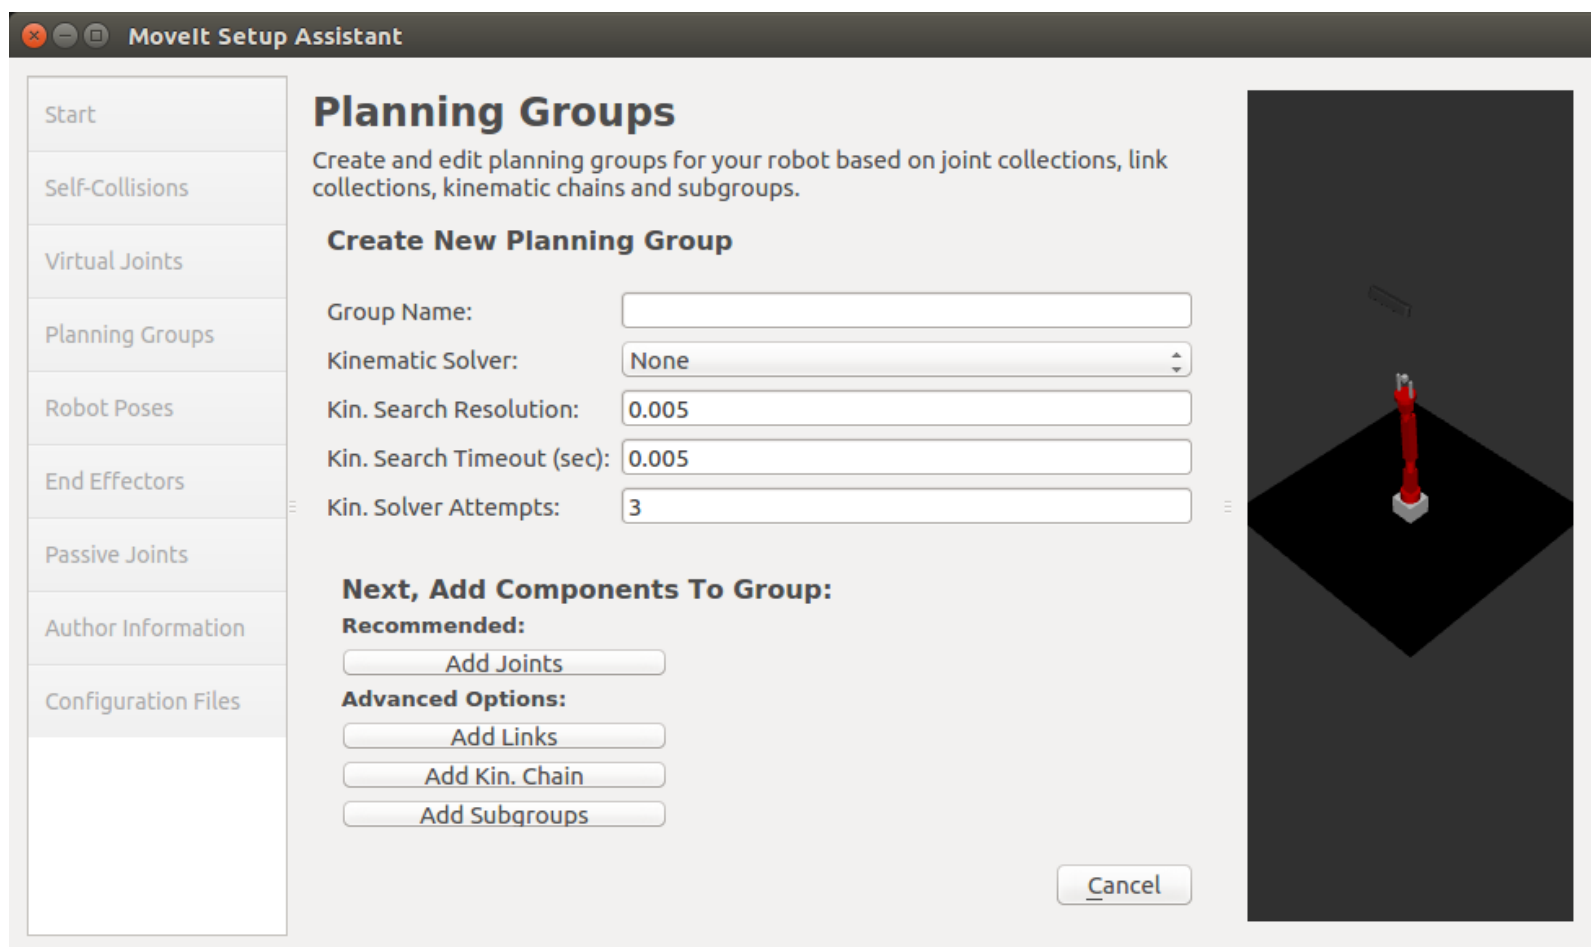 MoveIt Setup Assistant
Start
Self-Collisions
Virtual Joints
Planning Groups
Robot Poses
End Effectors
Passive Joints
Author Information
Configuration Files
Planning Groups
Create and edit planning groups for your robot based on joint collections, link
collections, kinematic chains and subgroups.
Create New Planning Group
Group Name:
Kinematic Solver: None
Kin. Search Resolution: 0.005
Kin. Search Timeout (sec): 0.005
Kin. Solver Attempts: 3
Next, Add Components To Group:
Recommended:
Add Joints
Advanced Options:
Add Links
Add Kin. Chain
Add Subgroups
Cancel